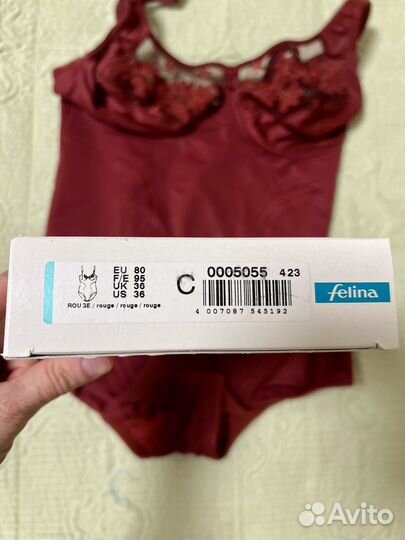 EU 80
F/E 95
UK 36
US 36
ROUGE / rouge / rouge / rouge
C
0005055 423
4 007087 545192
felina
Avito